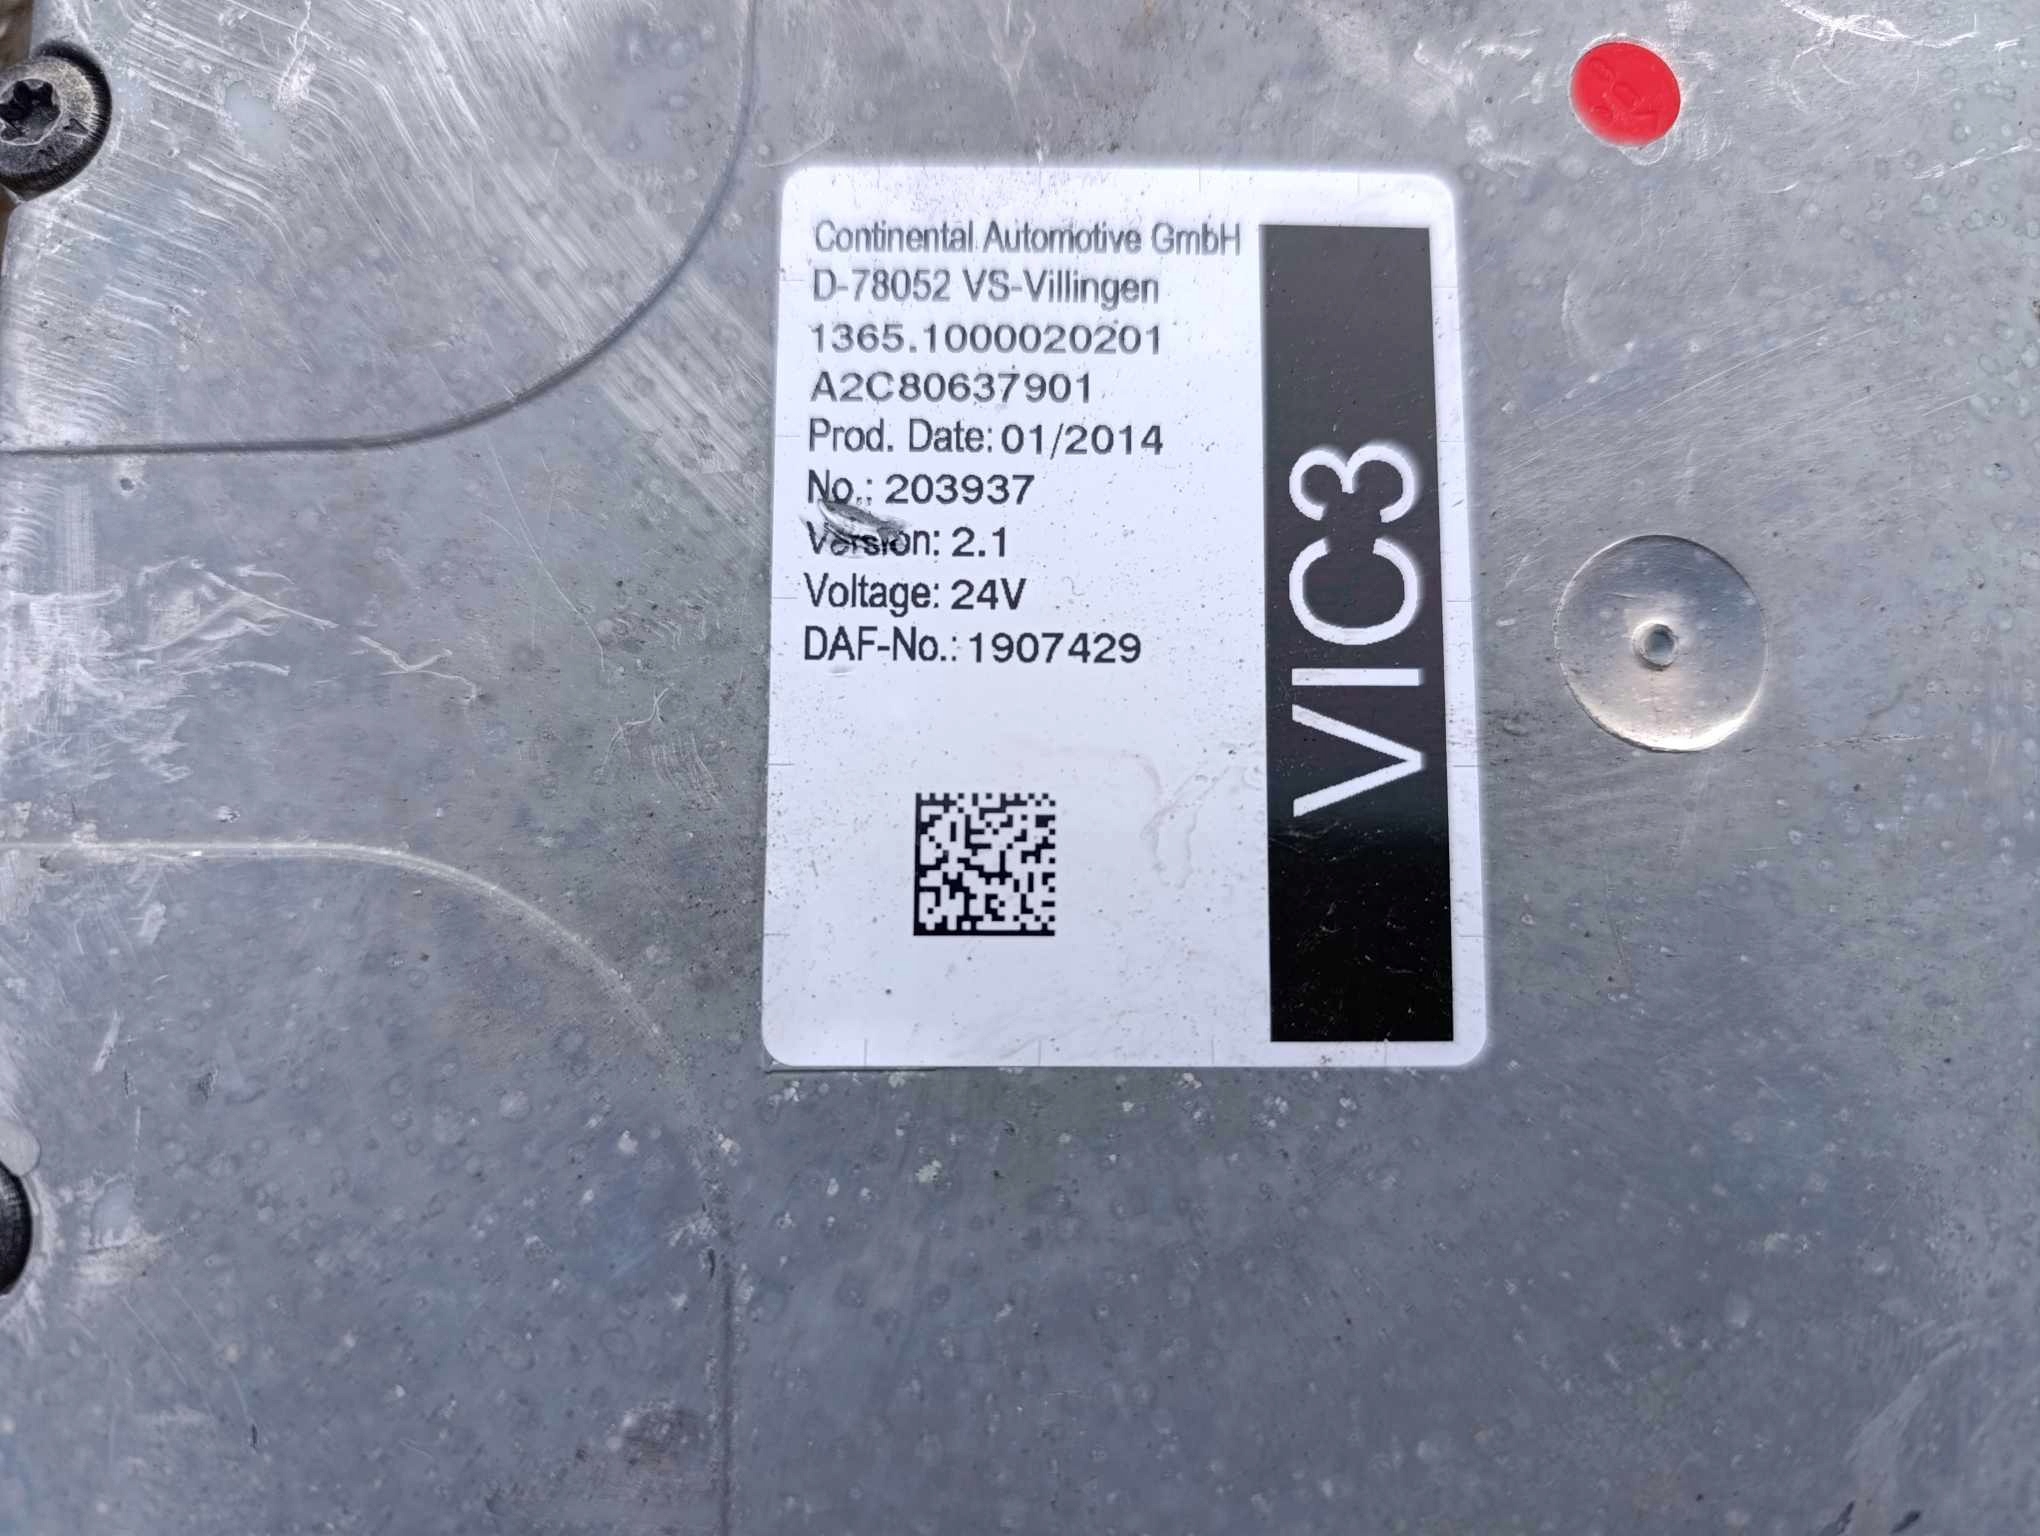 Continental Automotive GmbH
D-78052 VS-Villingen
1365.1000020201
A2C80637901
Prod. Date: 01/2014
No.: 203937
Version: 2.1
Voltage: 24V
DAF-No.: 1907429
VIC3